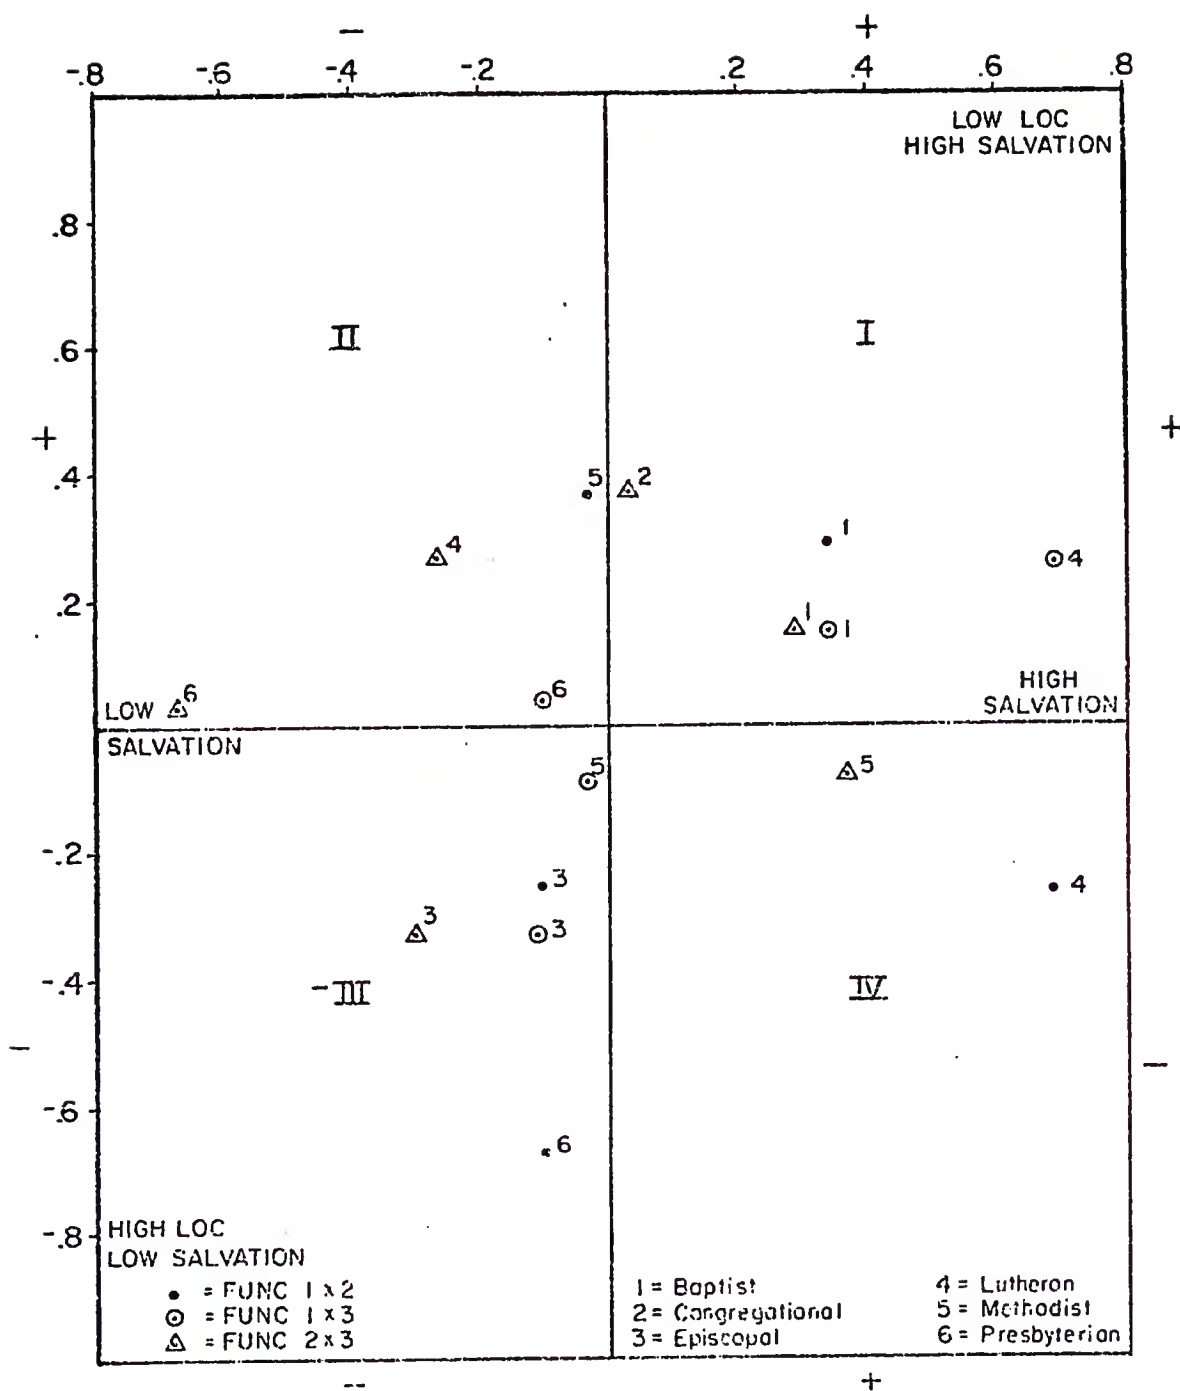 − +
-.8 -.6 -.4 -.2 .2 .4 .6 .8
LOW LOC
HIGH SALVATION
.8
II I
.6
+ +
.4 5 2
4 1 4
.2 1 1
6 6 HIGH
LOW SALVATION
SALVATION
5 5
-.2 3 4
3 3
-.4 -III IV
− −
-.6
6
-.8 HIGH LOC
LOW SALVATION
• = FUNC 1 x 2 1 = Baptist 4 = Lutheran
⊙ = FUNC 1 x 3 2 = Congregational 5 = Methodist
△ = FUNC 2 x 3 3 = Episcopal 6 = Presbyterian
-- +